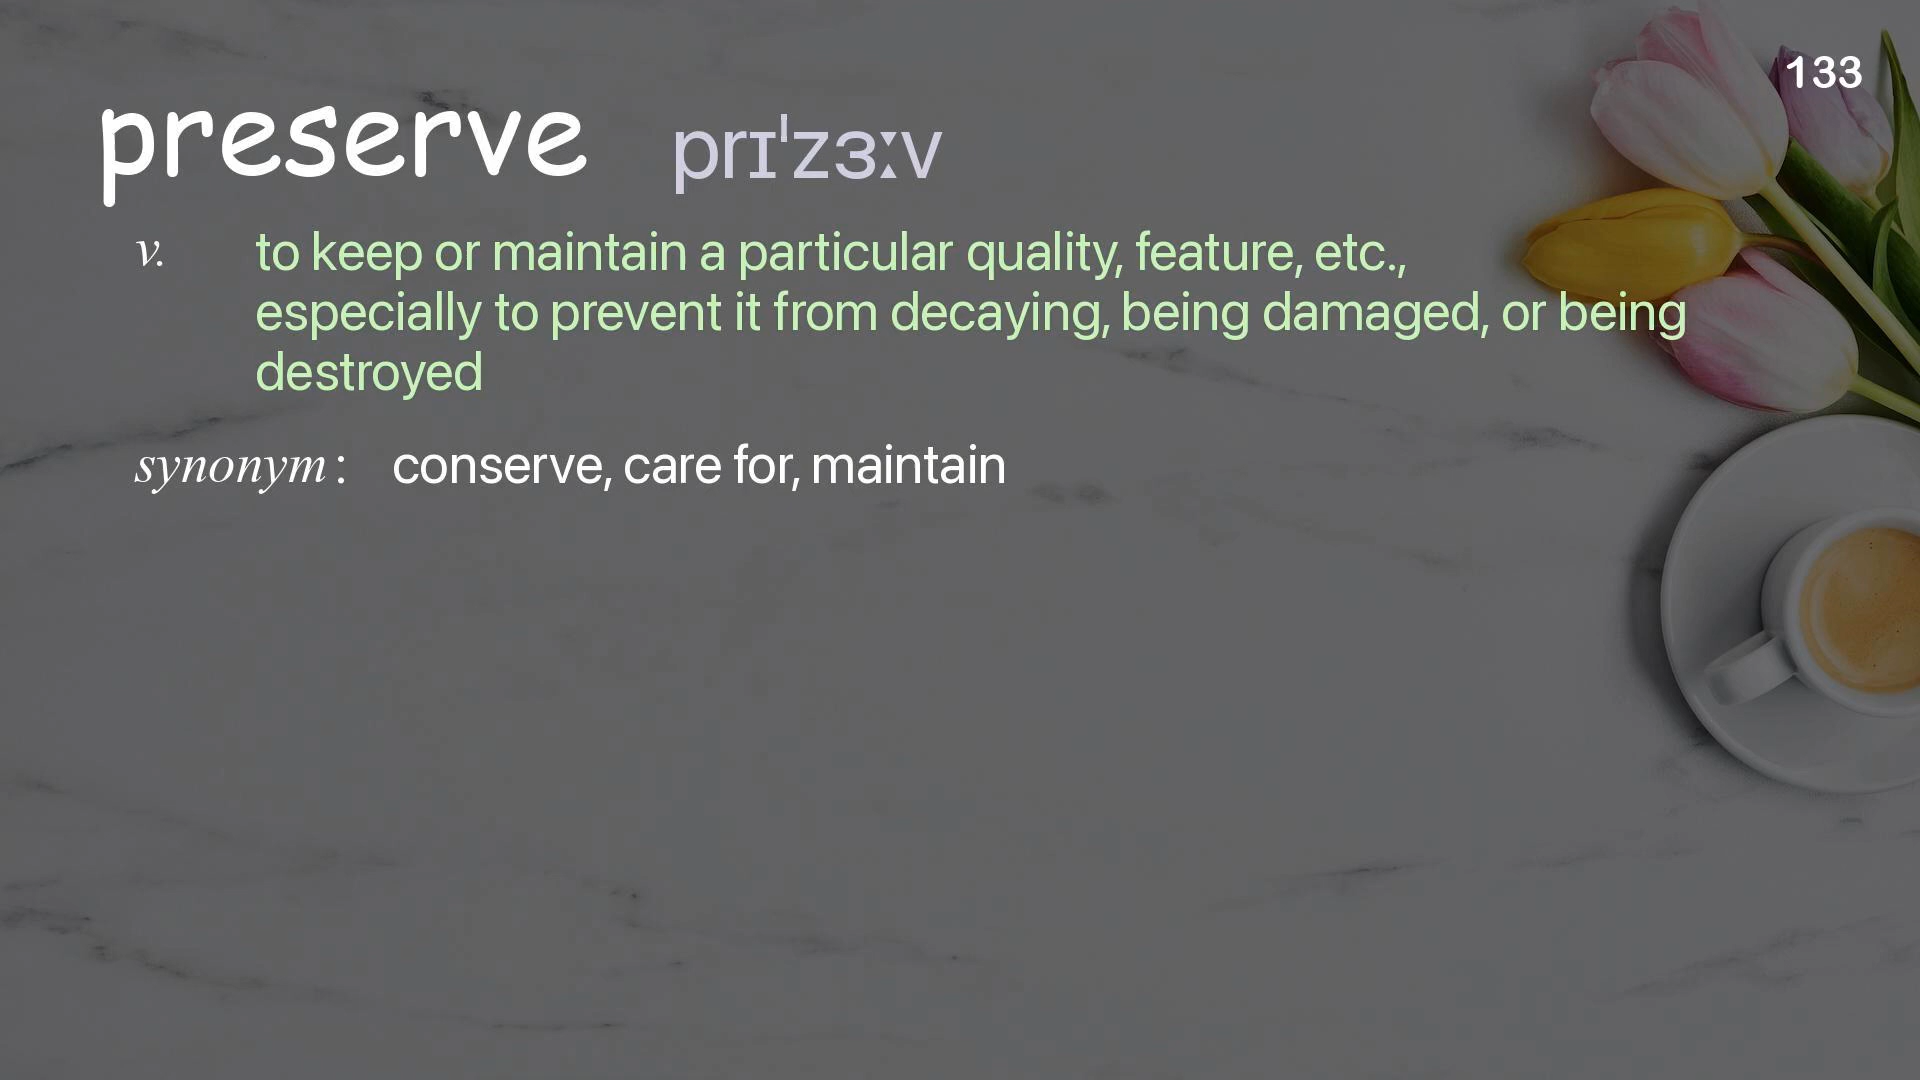 133
preserve prɪˈzɜːv
v. to keep or maintain a particular quality, feature, etc.,
especially to prevent it from decaying, being damaged, or being
destroyed
synonym : conserve, care for, maintain